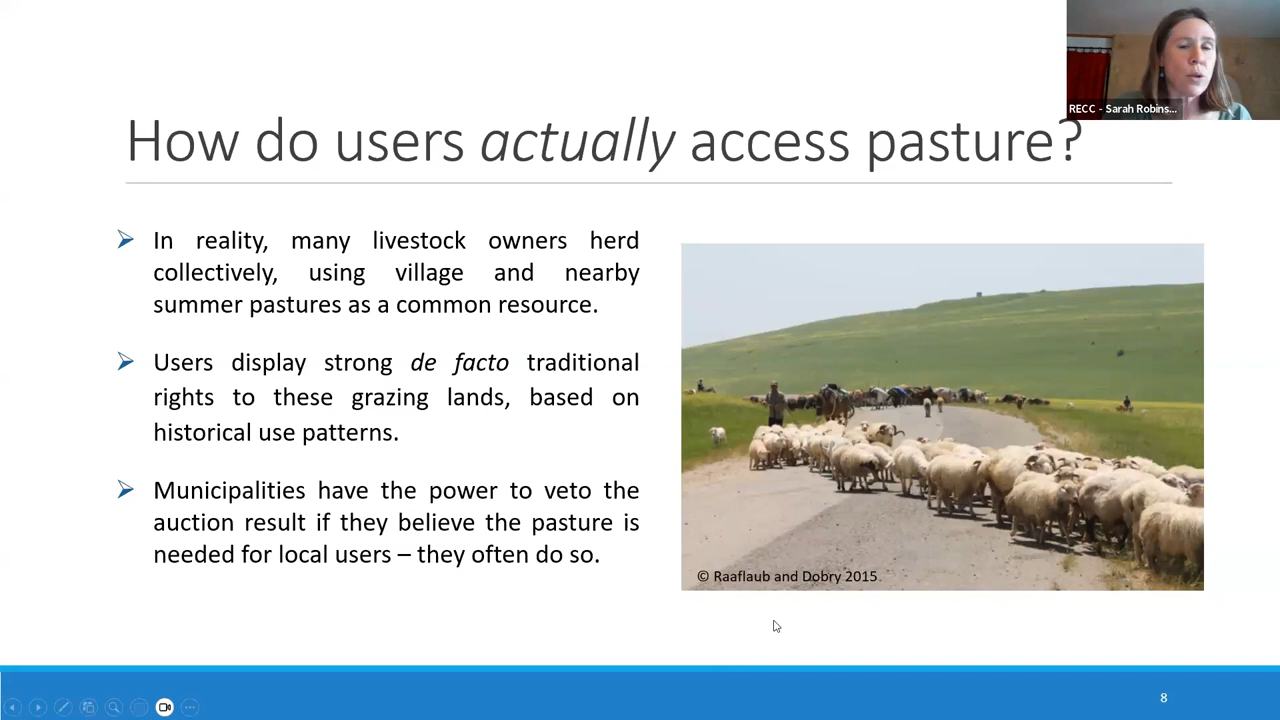 RECC - Sarah Robins...
How do users actually access pasture?
In reality, many livestock owners herd
collectively, using village and nearby
summer pastures as a common resource.
Users display strong de facto traditional
rights to these grazing lands, based on
historical use patterns.
Municipalities have the power to veto the
auction result if they believe the pasture is
needed for local users – they often do so.
© Raaflaub and Dobry 2015
8